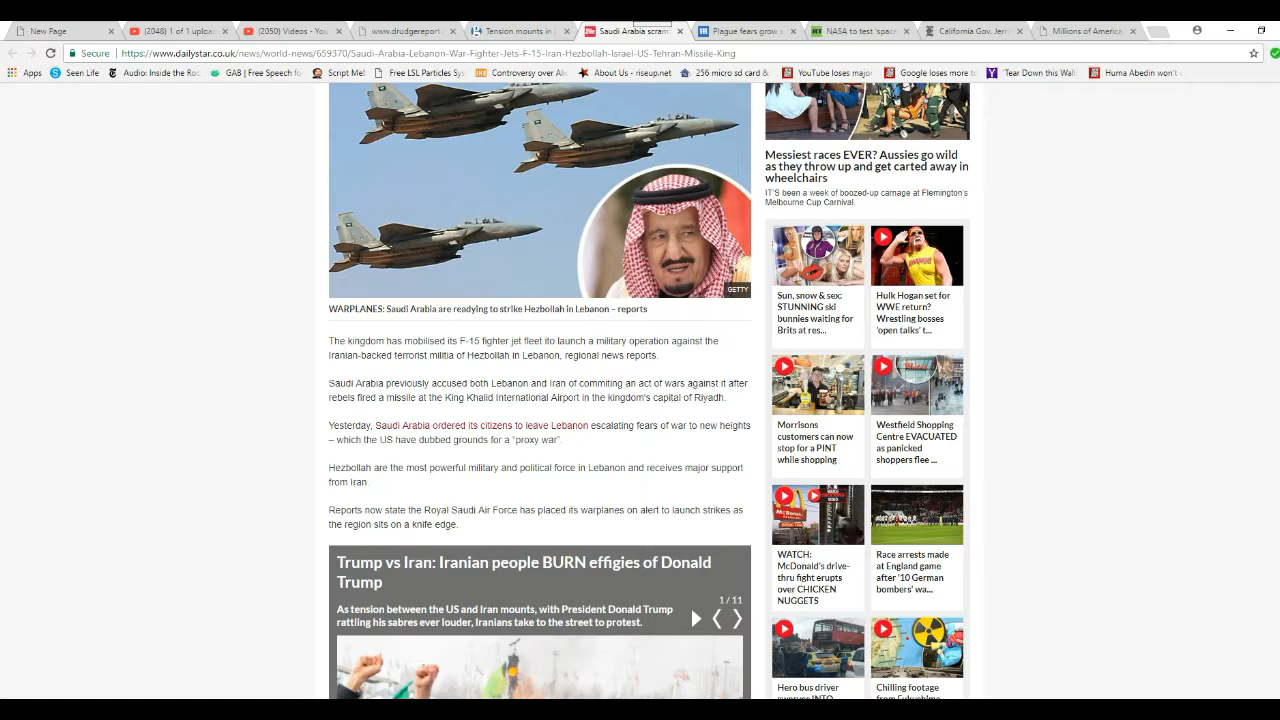 New Page
(2048) 1 of 1 upload
(2050) Videos - You
www.drudgereport
Tension mounts in
Saudi Arabia scram
Plague fears grow a
NASA to test 'spac
California Gov. Jerr
Millions of America
Secure
https://www.dailystar.co.uk/news/world-news/659370/Saudi-Arabia-Lebanon-War-Fighter-Jets-F-15-Iran-Hezbollah-Israel-US-Tehran-Missile-King
Apps
Seen Life
Audio: Inside the Roc
GAB | Free Speech fo
Script Mel
Free LSL Particles Sy
Controversy over Ali
About Us - riseup.net
256 micro sd card &
YouTube loses major
Google loses more to
'Tear Down this Wall
Huma Abedin won't
GETTY
WARPLANES: Saudi Arabia are readying to strike Hezbollah in Lebanon – reports
The kingdom has mobilised its F-15 fighter jet fleet ito launch a military operation against the
Iranian-backed terrorist militia of Hezbollah in Lebanon, regional news reports.
Saudi Arabia previously accused both Lebanon and Iran of commiting an act of wars against it after
rebels fired a missile at the King Khalid International Airport in the kingdom's capital of Riyadh.
Yesterday, Saudi Arabia ordered its citizens to leave Lebanon escalating fears of war to new heights
– which the US have dubbed grounds for a "proxy war".
Hezbollah are the most powerful military and political force in Lebanon and receives major support
from Iran.
Reports now state the Royal Saudi Air Force has placed its warplanes on alert to launch strikes as
the region sits on a knife edge.
Trump vs Iran: Iranian people BURN effigies of Donald
Trump
1 / 11
As tension between the US and Iran mounts, with President Donald Trump
rattling his sabres ever louder, Iranians take to the street to protest.
Messiest races EVER? Aussies go wild
as they throw up and get carted away in
wheelchairs
IT'S been a week of boozed-up carnage at Flemington's
Melbourne Cup Carnival.
Sun, snow & sex:
STUNNING ski
bunnies waiting for
Brits at res...
Hulk Hogan set for
WWE return?
Wrestling bosses
'open talks' t...
Morrisons
customers can now
stop for a PINT
while shopping
Westfield Shopping
Centre EVACUATED
as panicked
shoppers flee ...
McDonald's
WATCH:
McDonald's drive-
thru fight erupts
over CHICKEN
NUGGETS
Race arrests made
at England game
after '10 German
bombers' wa...
Hero bus driver
swerves INTO
Chilling footage
from Fukushima